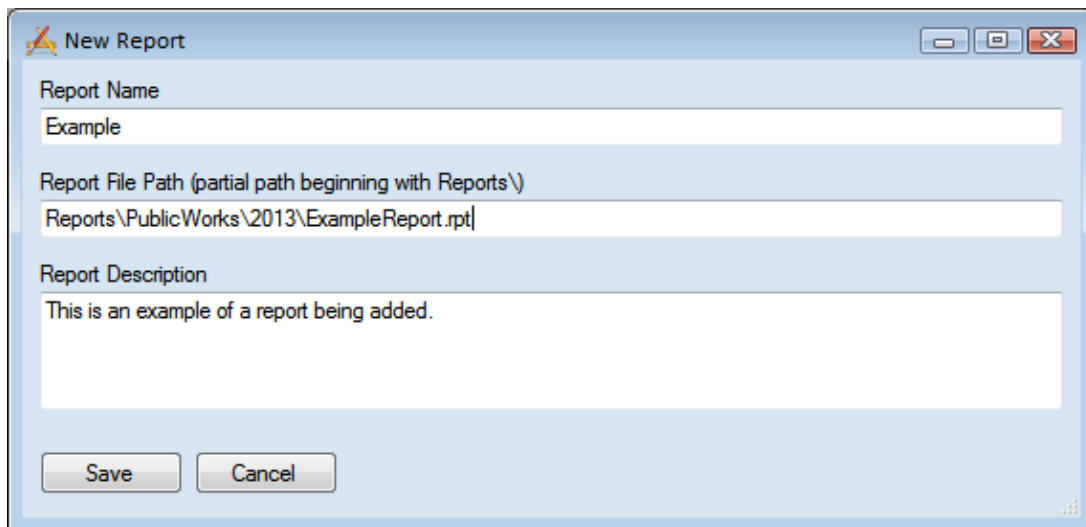 New Report
Report Name
Example
Report File Path (partial path beginning with Reports\)
Reports\PublicWorks\2013\ExampleReport.rpt
Report Description
This is an example of a report being added.
Save Cancel